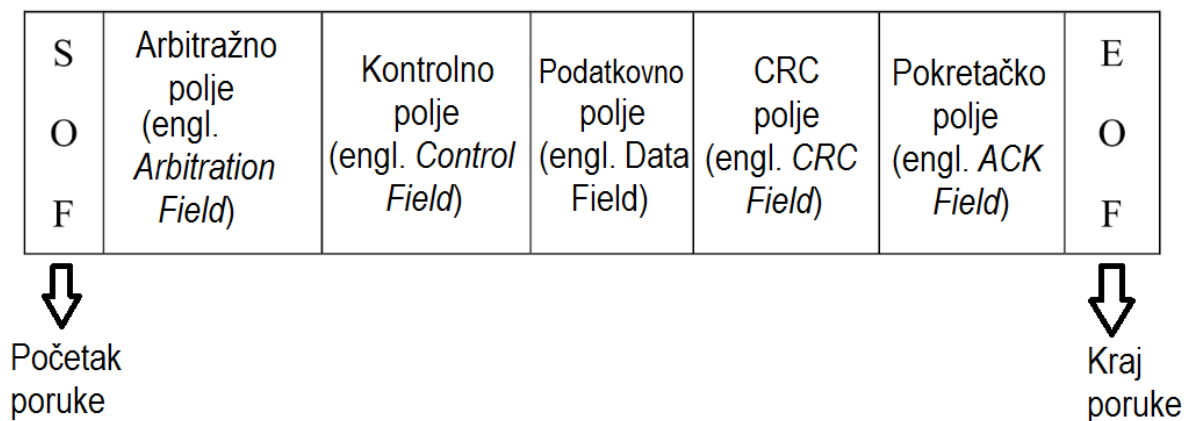 S
O
F
Arbitražno
polje
(engl.
Arbitration
Field)
Kontrolno
polje
(engl. Control
Field)
Podatkovno
polje
(engl. Data
Field)
CRC
polje
(engl. CRC
Field)
Pokretačko
polje
(engl. ACK
Field)
E
O
F
Početak
poruke
Kraj
poruke